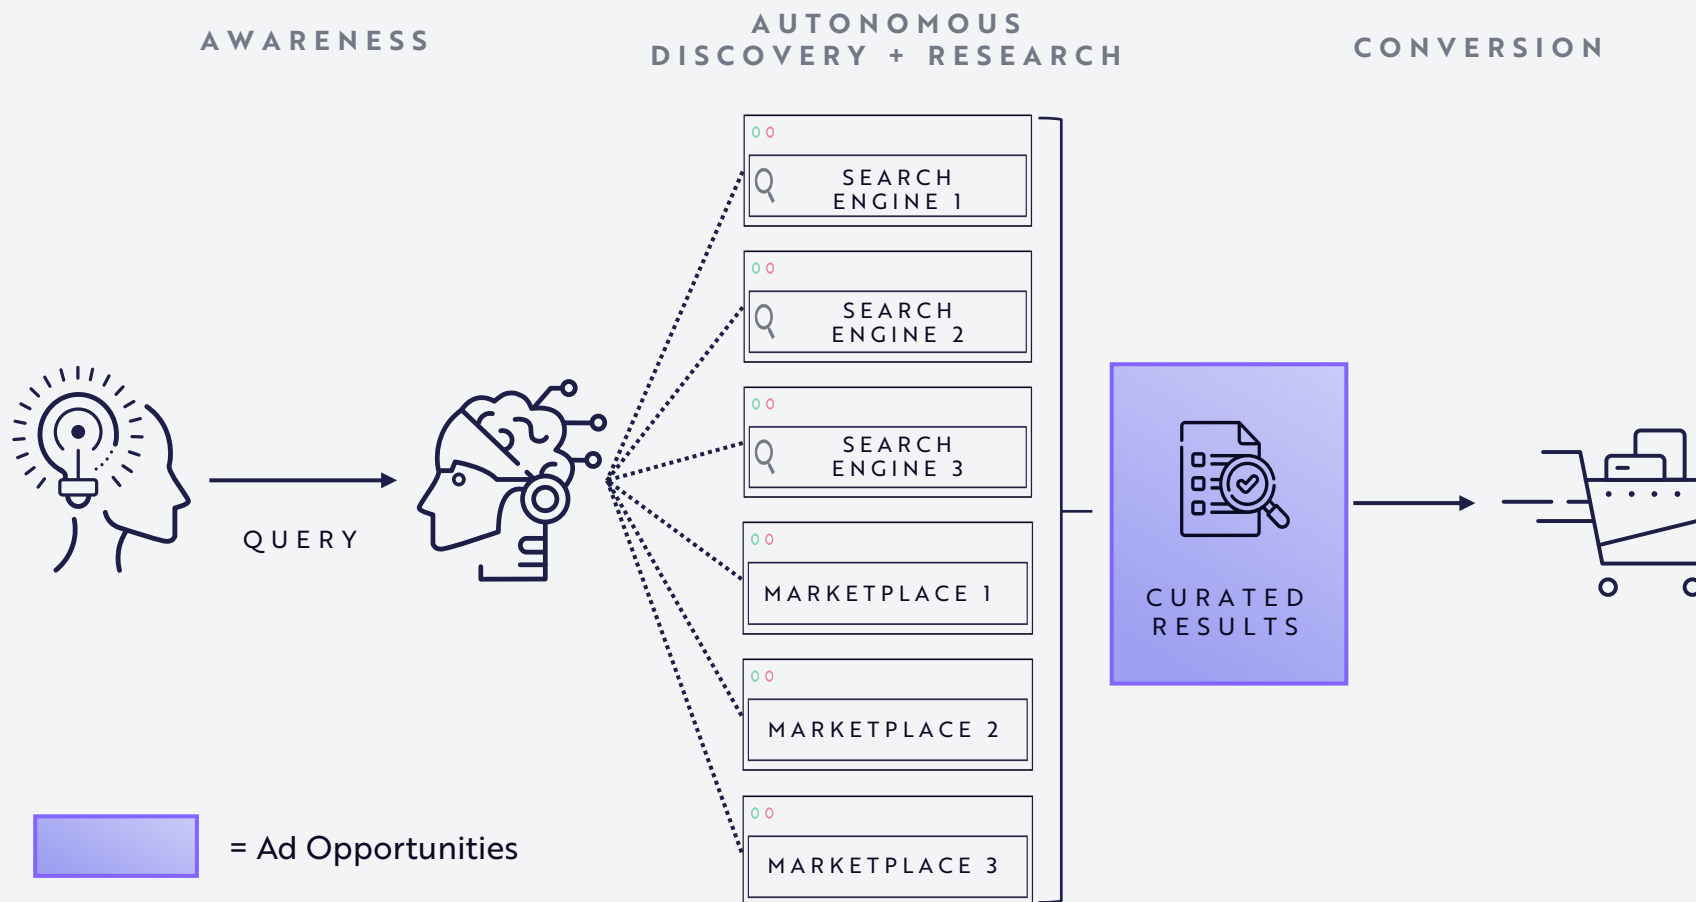 AWARENESS
AUTONOMOUS
DISCOVERY + RESEARCH
CONVERSION
SEARCH
ENGINE 1
SEARCH
ENGINE 2
SEARCH
ENGINE 3
QUERY
MARKETPLACE 1
CURATED
RESULTS
MARKETPLACE 2
= Ad Opportunities
MARKETPLACE 3